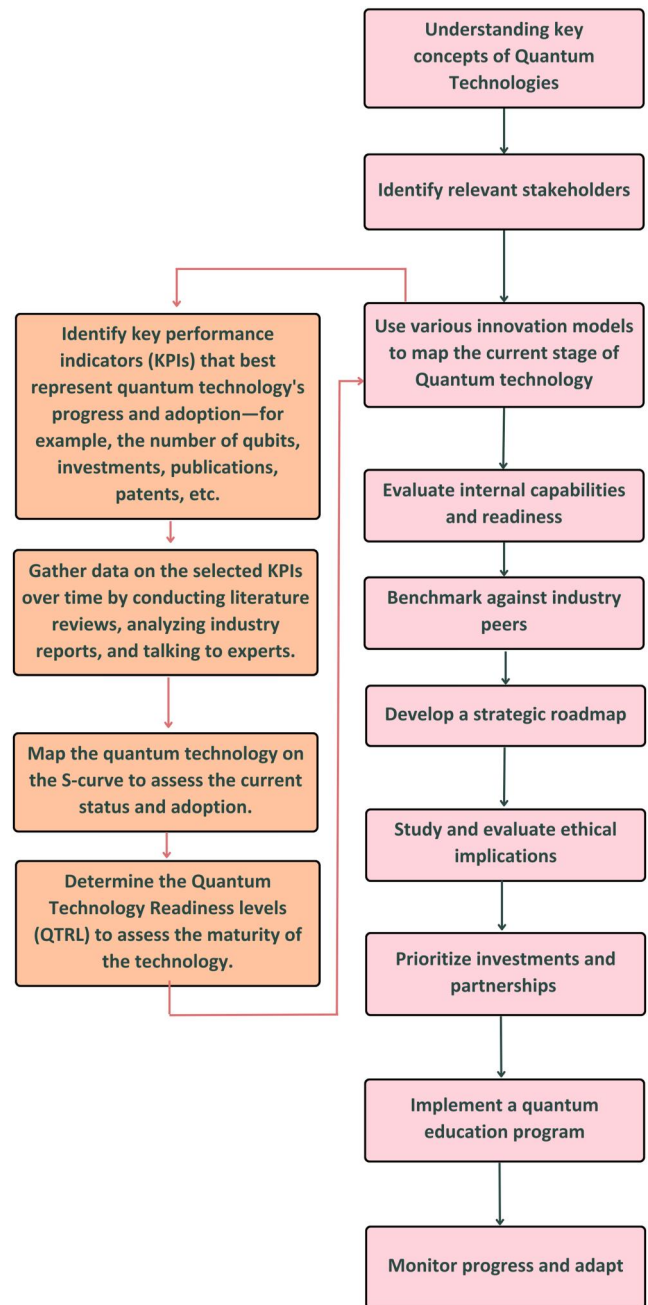 Understanding key
concepts of Quantum
Technologies
Identify relevant stakeholders
Use various innovation models
to map the current stage of
Quantum technology
Identify key performance
indicators (KPIs) that best
represent quantum technology's
progress and adoption—for
example, the number of qubits,
investments, publications,
patents, etc.
Gather data on the selected KPIs
over time by conducting literature
reviews, analyzing industry
reports, and talking to experts.
Map the quantum technology on
the S-curve to assess the current
status and adoption.
Determine the Quantum
Technology Readiness levels
(QTRL) to assess the maturity of
the technology.
Evaluate internal capabilities
and readiness
Benchmark against industry
peers
Develop a strategic roadmap
Study and evaluate ethical
implications
Prioritize investments and
partnerships
Implement a quantum
education program
Monitor progress and adapt